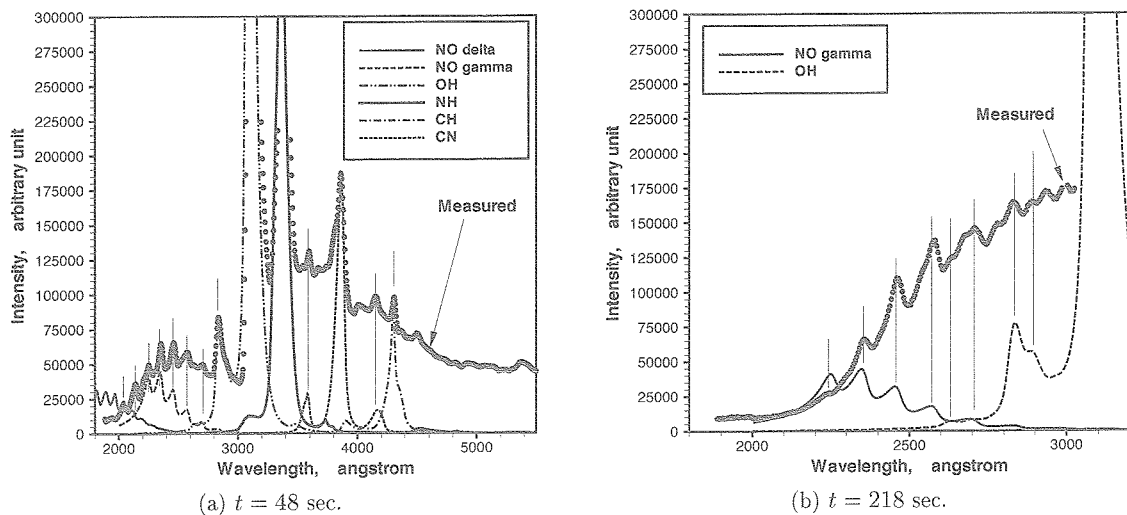 300000
275000
250000
225000
200000
175000
150000
125000
100000
75000
50000
25000
0
Intensity, arbitrary unit
NO delta
NO gamma
OH
NH
CH
CN
Measured
2000 3000 4000 5000
Wavelength, angstrom
(a) t = 48 sec.
300000
275000
250000
225000
200000
175000
150000
125000
100000
75000
50000
25000
0
Intensity, arbitrary unit
NO gamma
OH
Measured
2000 2500 3000
Wavelength, angstrom
(b) t = 218 sec.